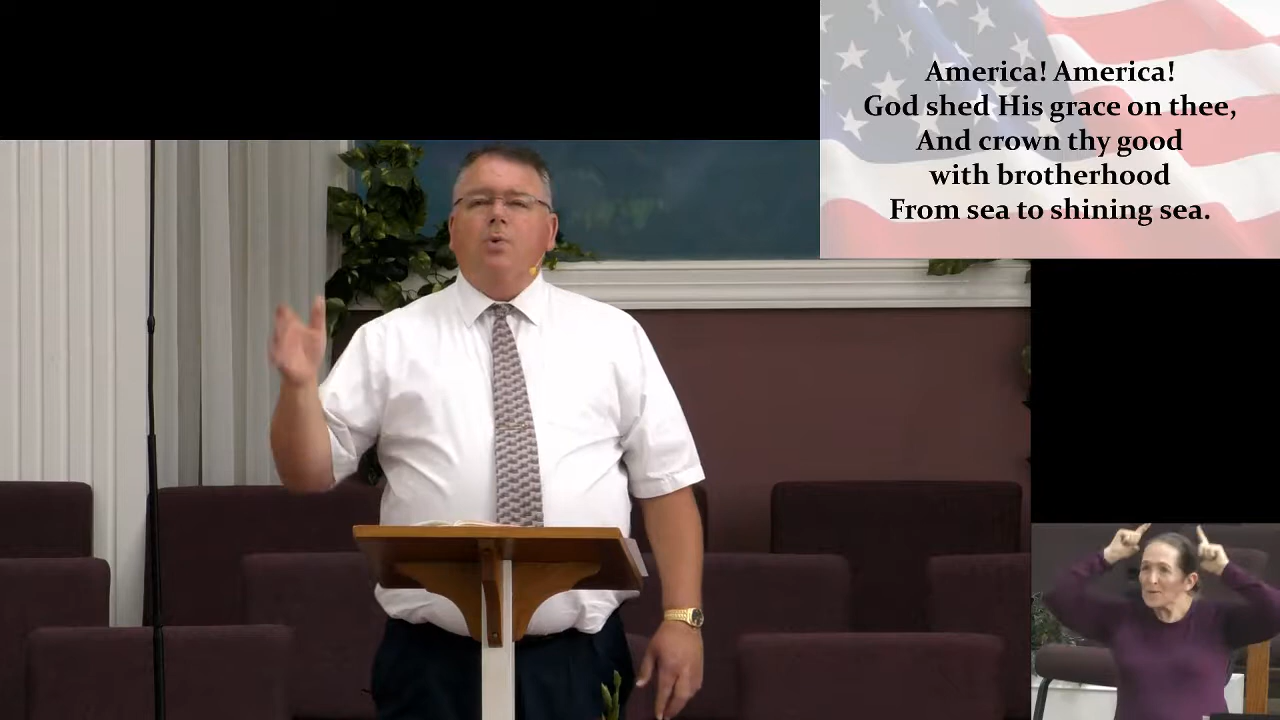 America! America!
God shed His grace on thee,
And crown thy good
with brotherhood
From sea to shining sea.